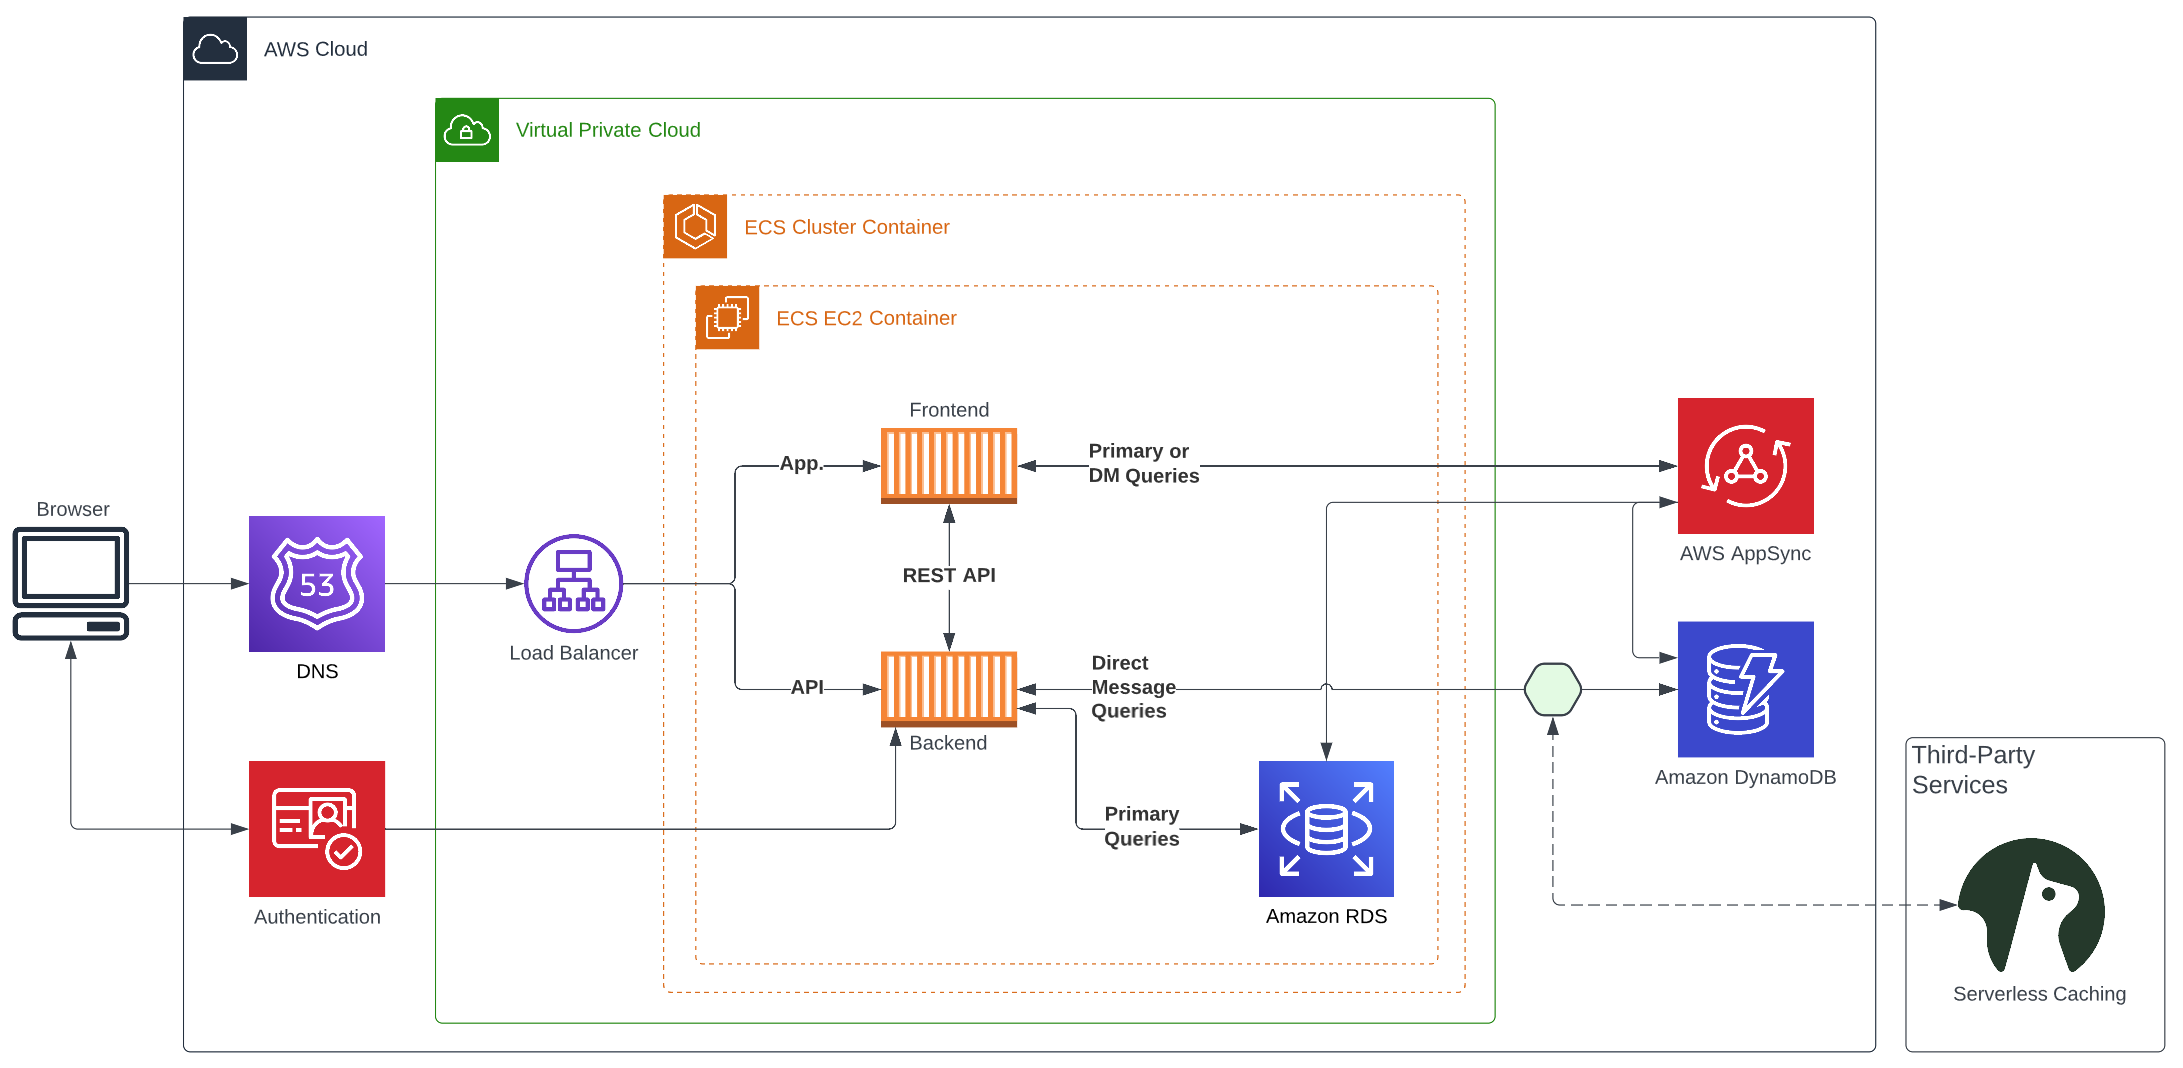 AWS Cloud
Virtual Private Cloud
ECS Cluster Container
ECS EC2 Container
Frontend
App.
Primary or
DM Queries
Browser
53
DNS
Load Balancer
REST API
AWS AppSync
API
Direct
Message
Queries
Backend
Amazon DynamoDB
Third-Party
Services
Primary
Queries
Authentication
Amazon RDS
Serverless Caching